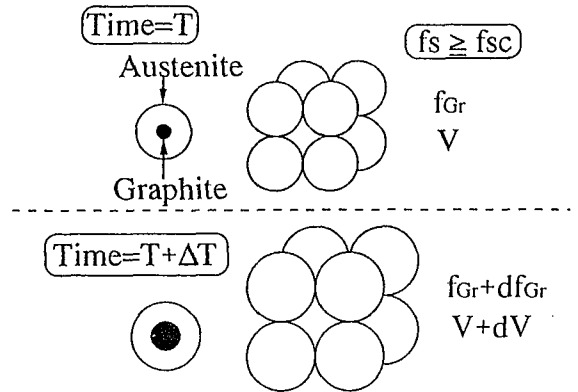 Time=T
fs ≧ fsc
Austenite
fGr
V
Graphite
Time=T+ΔT
fGr+dfGr
V+dV